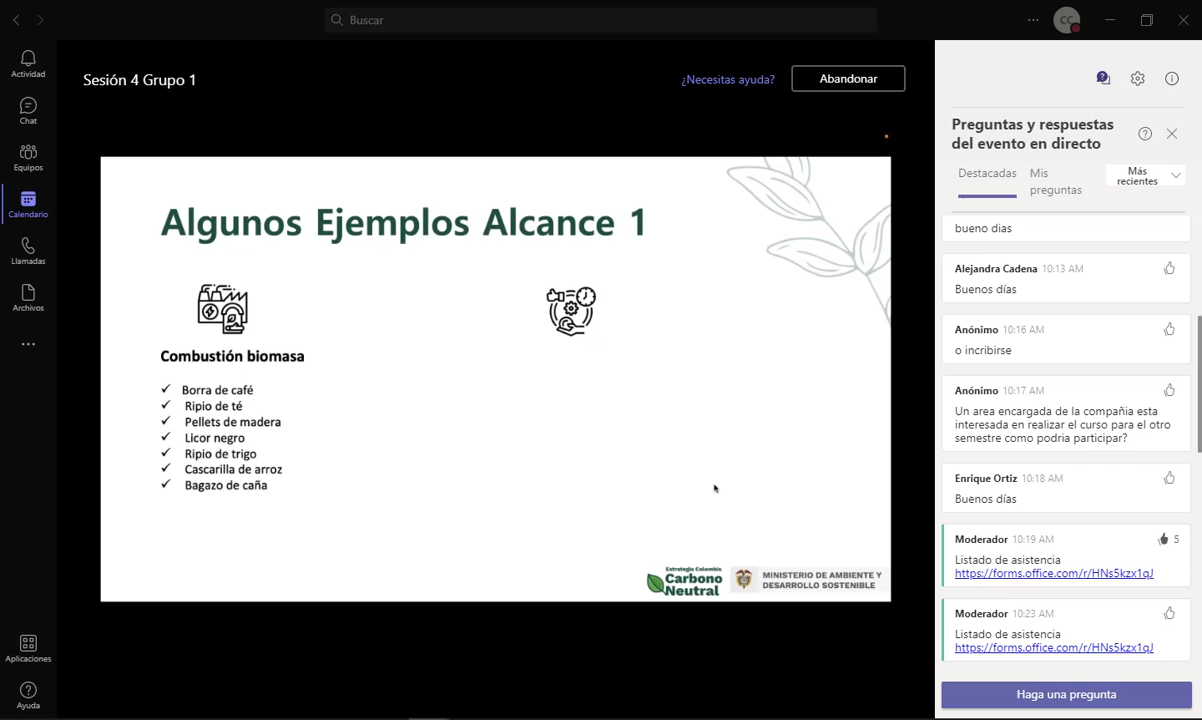 Buscar
CC
Actividad
Chat
Equipos
Calendario
Llamadas
Archivos
Aplicaciones
Ayuda
Sesión 4 Grupo 1
¿Necesitas ayuda?
Abandonar
Algunos Ejemplos Alcance 1
Combustión biomasa
✓ Borra de café
✓ Ripio de té
✓ Pellets de madera
✓ Licor negro
✓ Ripio de trigo
✓ Cascarilla de arroz
✓ Bagazo de caña
Estrategia Colombia
Carbono
Neutral
MINISTERIO DE AMBIENTE Y
DESARROLLO SOSTENIBLE
Preguntas y respuestas
del evento en directo
Destacadas
Mis
preguntas
Más
recientes
bueno dias
Alejandra Cadena 10:13 AM
Buenos días
Anónimo 10:16 AM
o incribirse
Anónimo 10:17 AM
Un area encargada de la compañia esta
interesada en realizar el curso para el otro
semestre como podria participar?
Enrique Ortiz 10:18 AM
Buenos días
Moderador 10:19 AM 5
Listado de asistencia
https://forms.office.com/r/HNs5kzx1qJ
Moderador 10:23 AM
Listado de asistencia
https://forms.office.com/r/HNs5kzx1qJ
Haga una pregunta